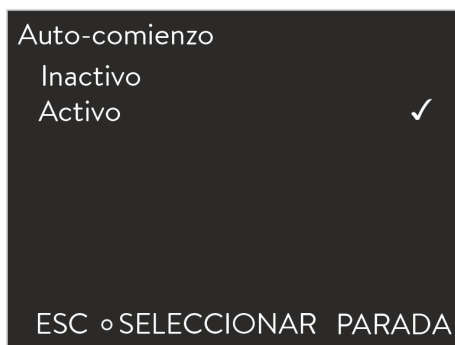 Auto-comienzo
Inactivo
Activo ✓
ESC ○ SELECCIONAR PARADA